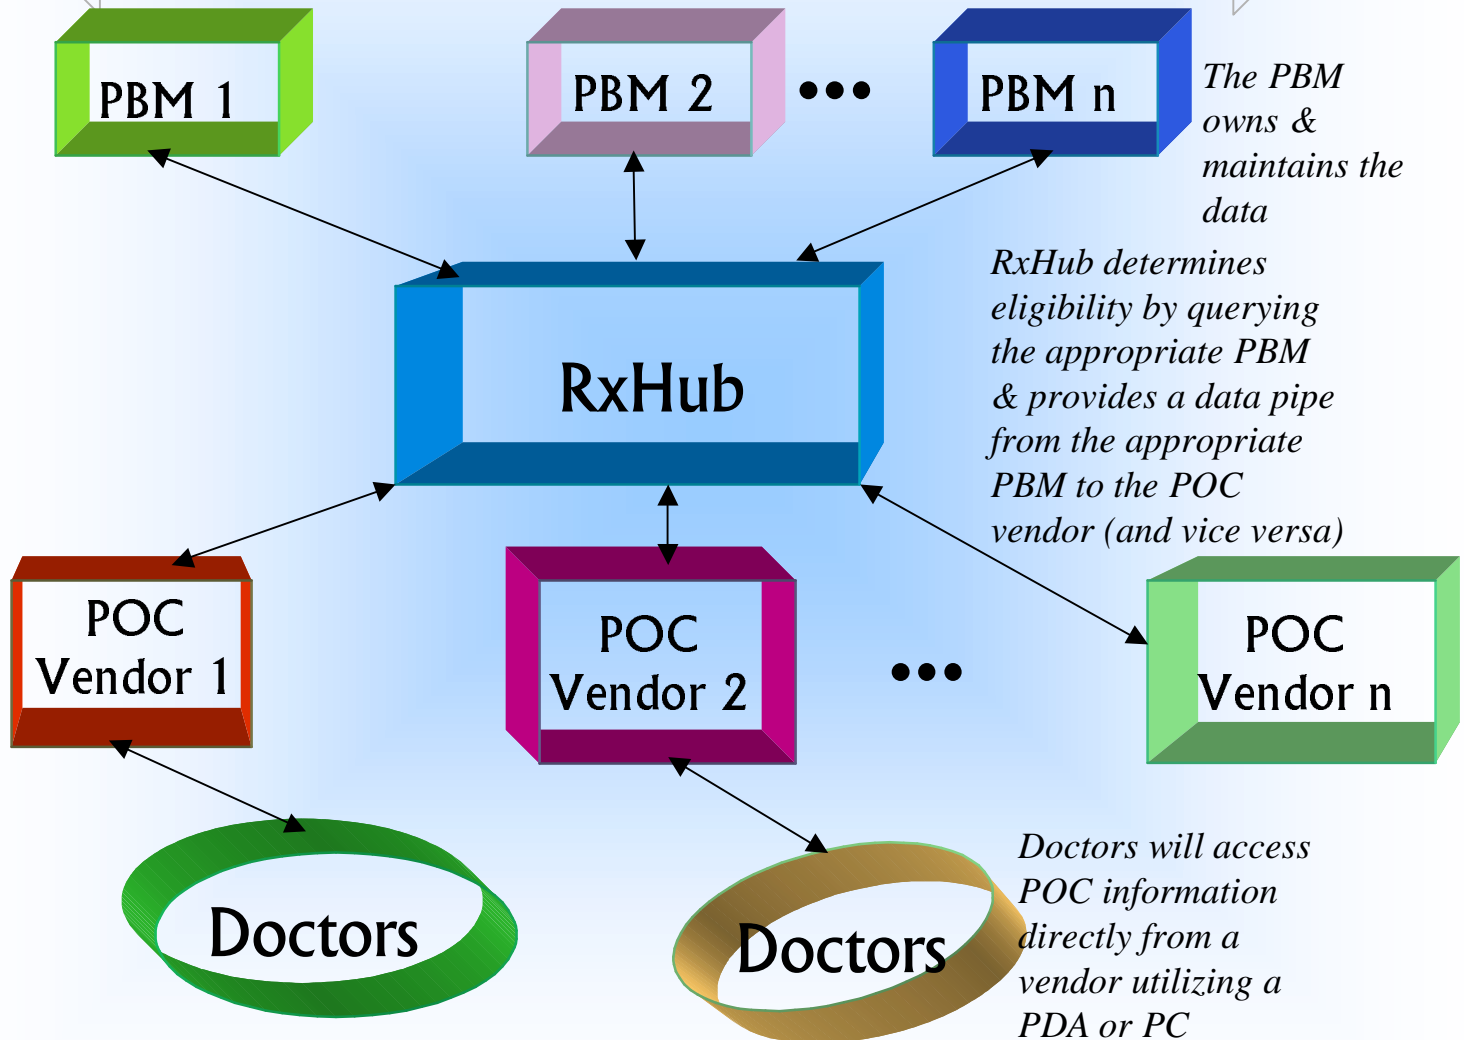 PBM 1
PBM 2
•••
PBM n
The PBM
owns &
maintains the
data
RxHub determines
eligibility by querying
the appropriate PBM
& provides a data pipe
from the appropriate
PBM to the POC
vendor (and vice versa)
RxHub
POC
Vendor 1
POC
Vendor 2
•••
POC
Vendor n
Doctors
Doctors
Doctors will access
POC information
directly from a
vendor utilizing a
PDA or PC